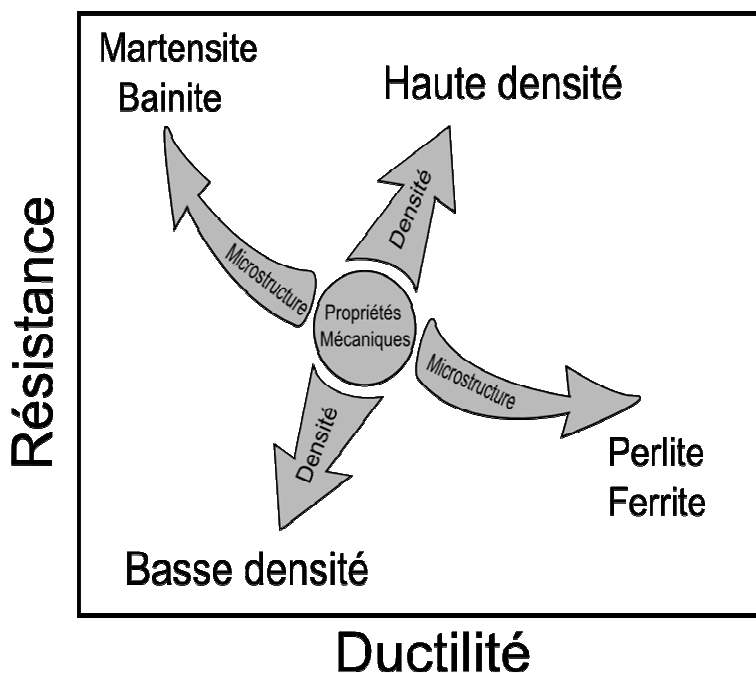 Martensite
Bainite
Haute densité
Densité
Microstructure
Propriétés
Mécaniques
Microstructure
Densité
Perlite
Ferrite
Basse densité
Résistance
Ductilité